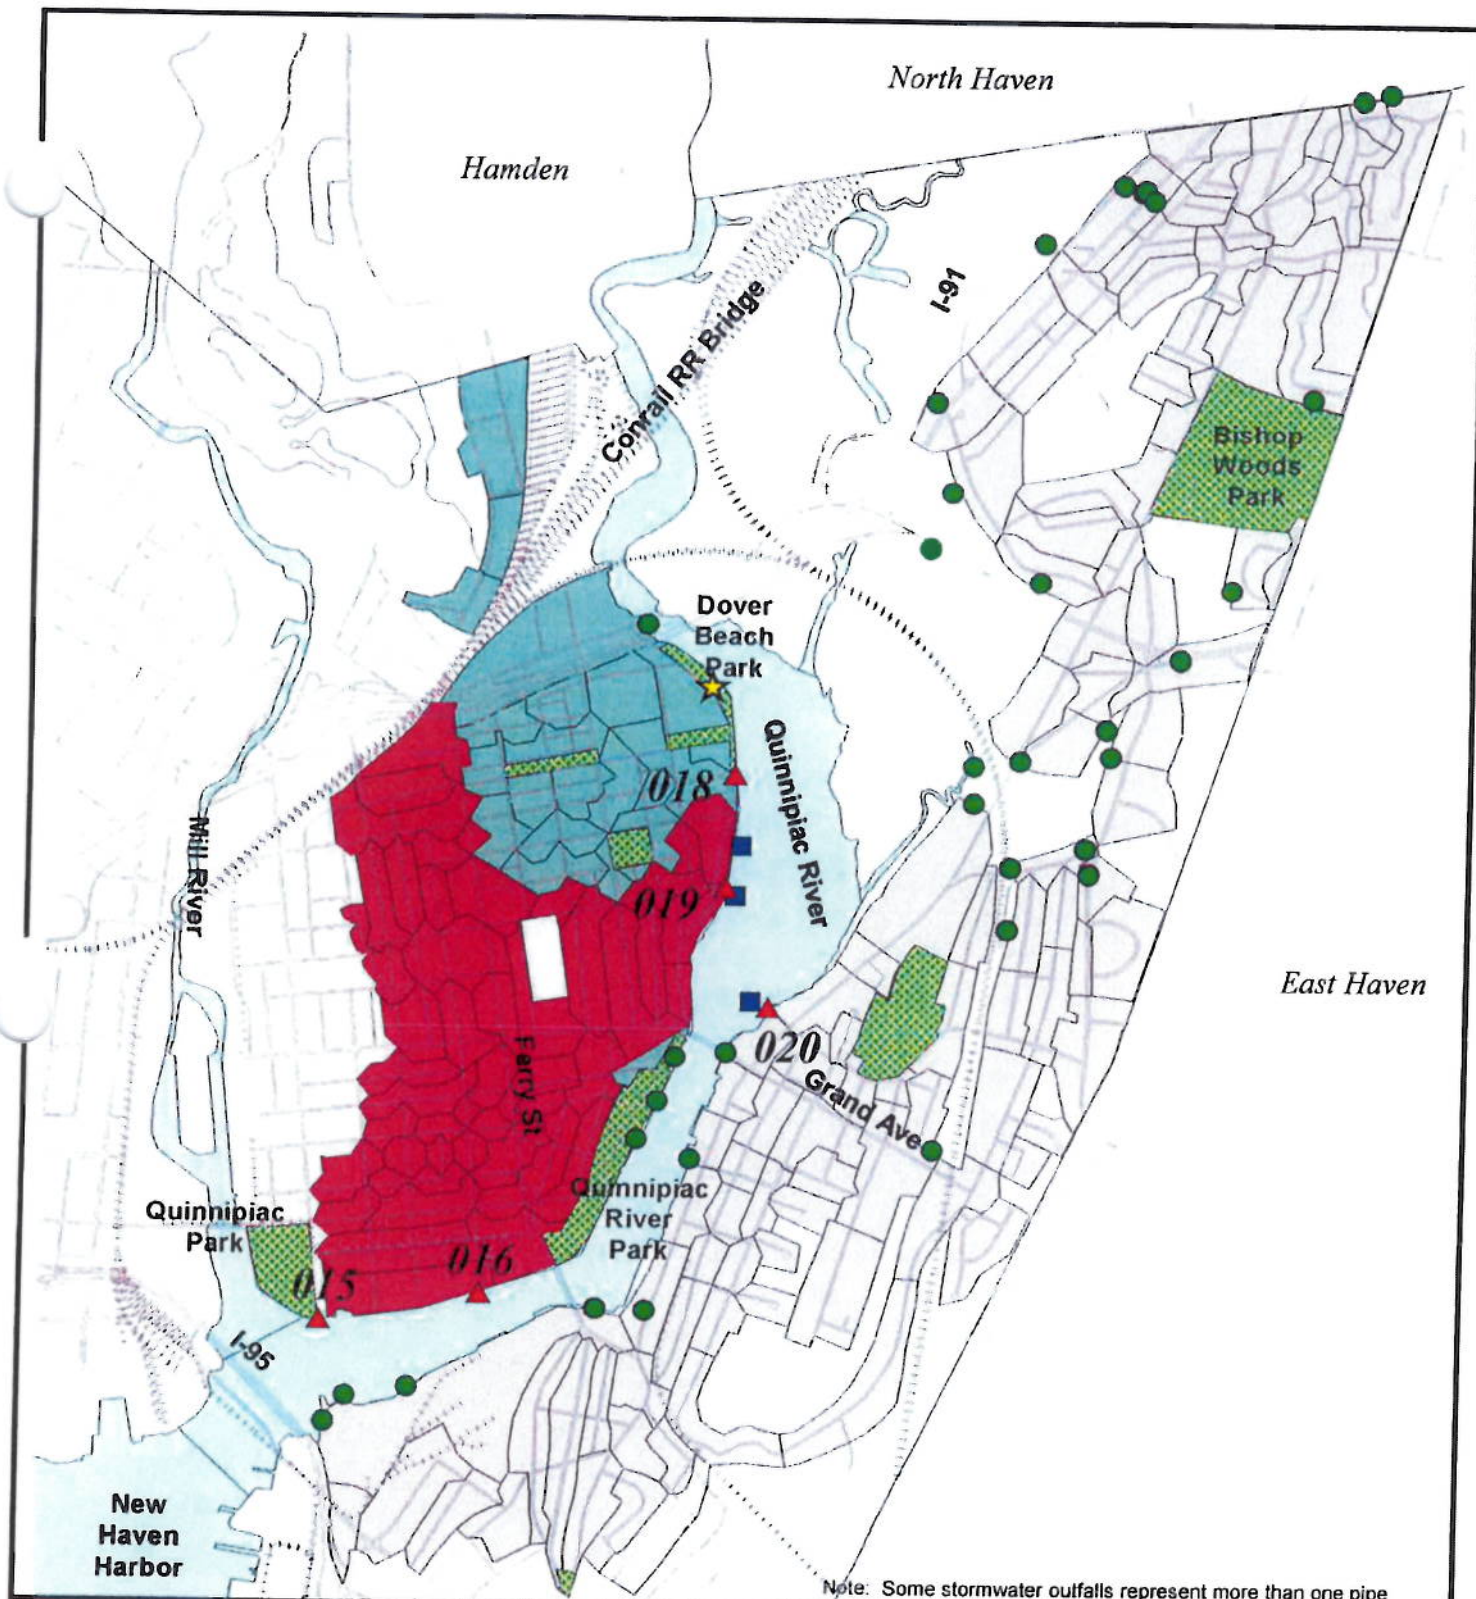 North Haven
Hamden
I-91
Conrail RR Bridge
Bishop
Woods
Park
Dover
Beach
Park
Quinnipiac River
018
Mill River
019
East Haven
020
Ferry St
Grand Ave
Quinnipiac
Park
Quinnipiac
River
Park
016
015
I-95
New
Haven
Harbor
Note: Some stormwater outfalls represent more than one pipe